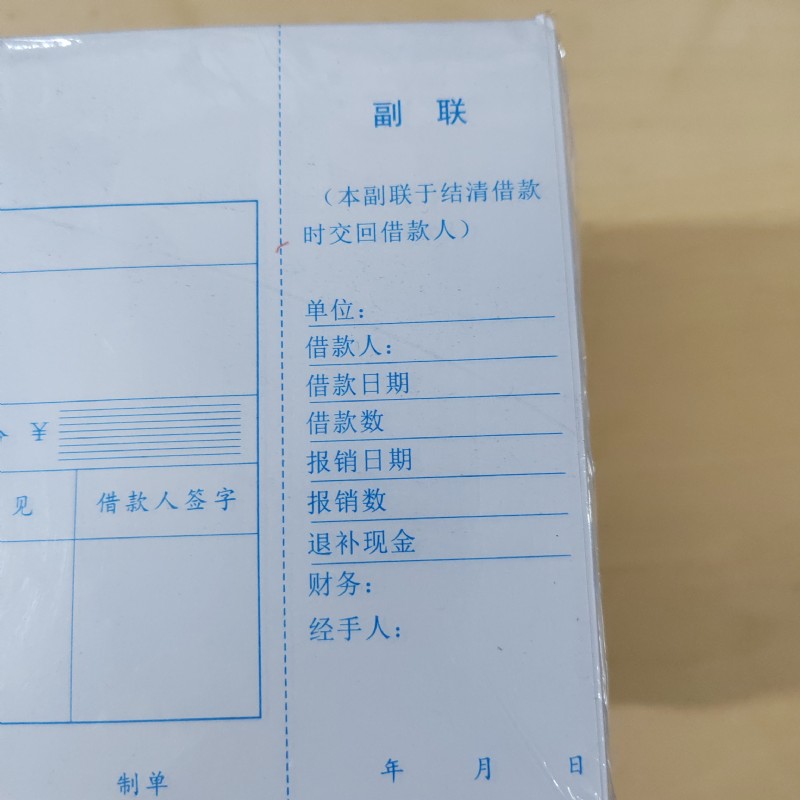 副 联
（本副联于结清借款
时交回借款人）
单位：
借款人：
借款日期
借款数
报销日期
报销数
退补现金
财务：
经手人：
年 月 日
¥
见 借款人签字
制单